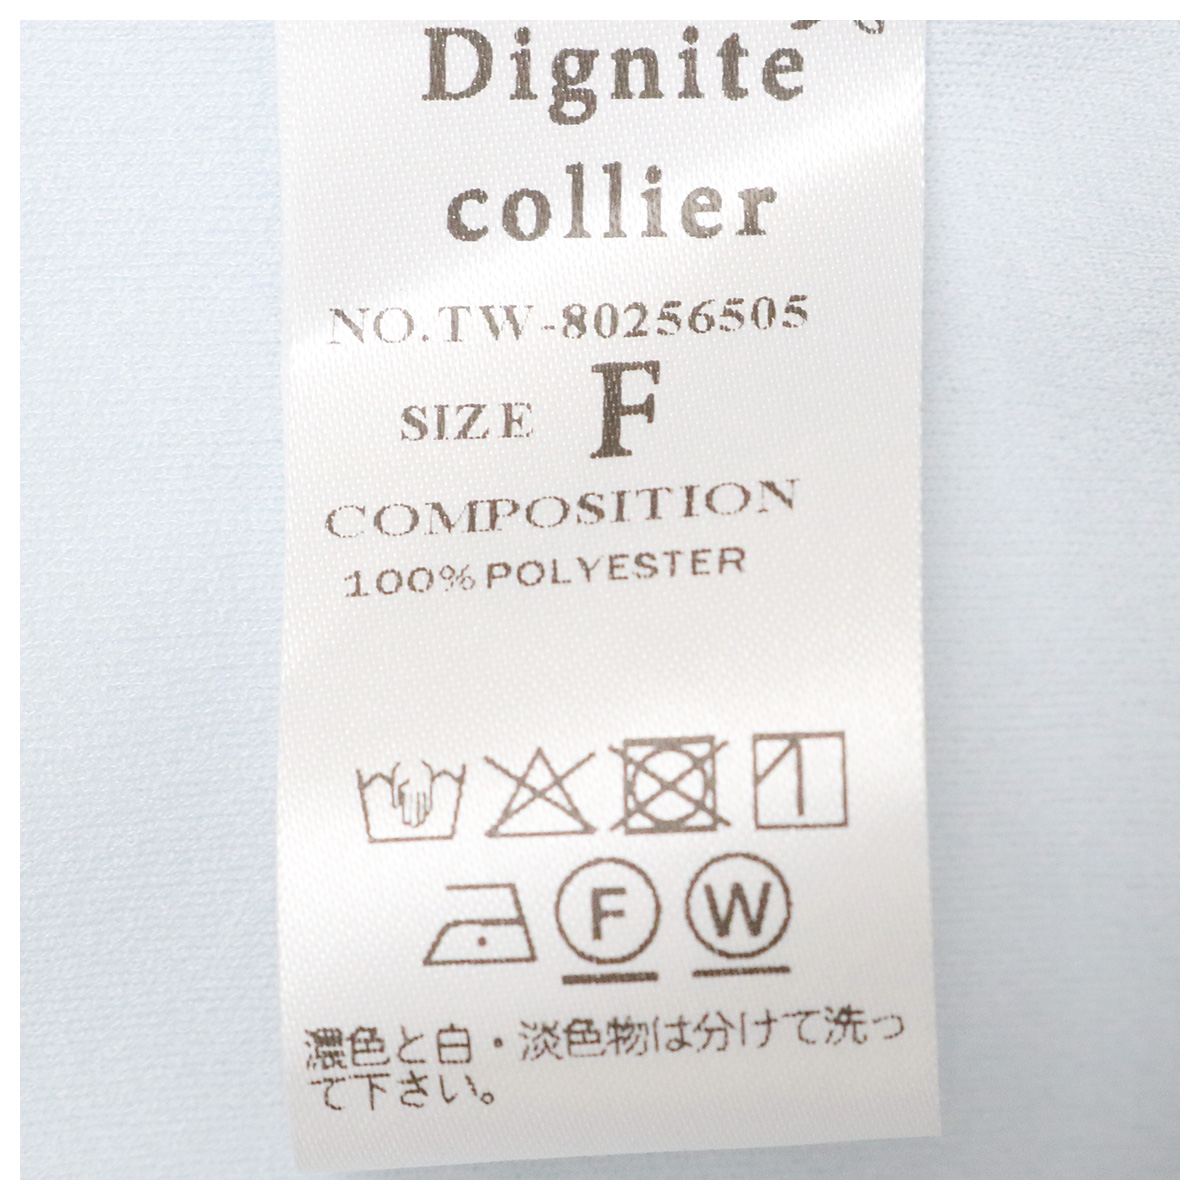 Dignite
collier
NO.TW-80256505
SIZE F
COMPOSITION
100% POLYESTER
F W
濃色と白・淡色物は分けて洗っ
て下さい。